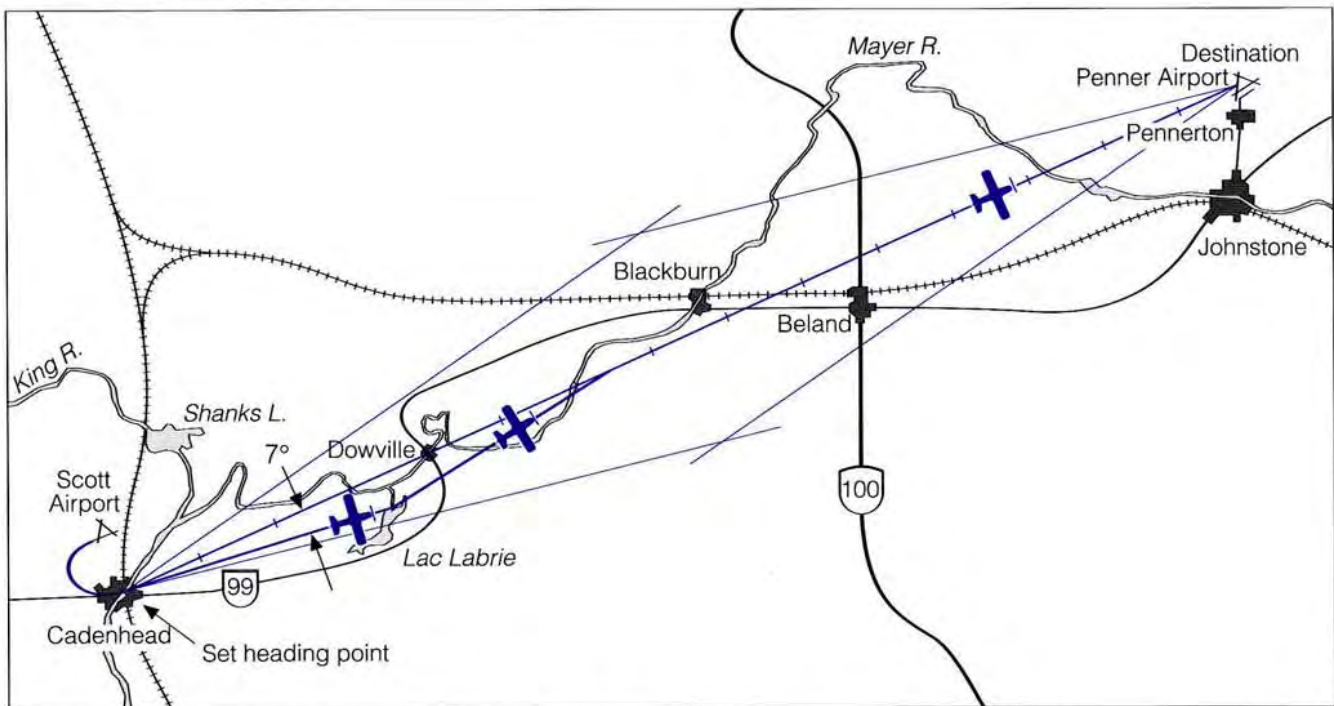 Mayer R.
Destination
Penner Airport
Pennerton
Johnstone
Blackburn
Beland
King R.
Shanks L.
7°
Dowville
Scott
Airport
100
Lac Labrie
99
Cadenhead
Set heading point